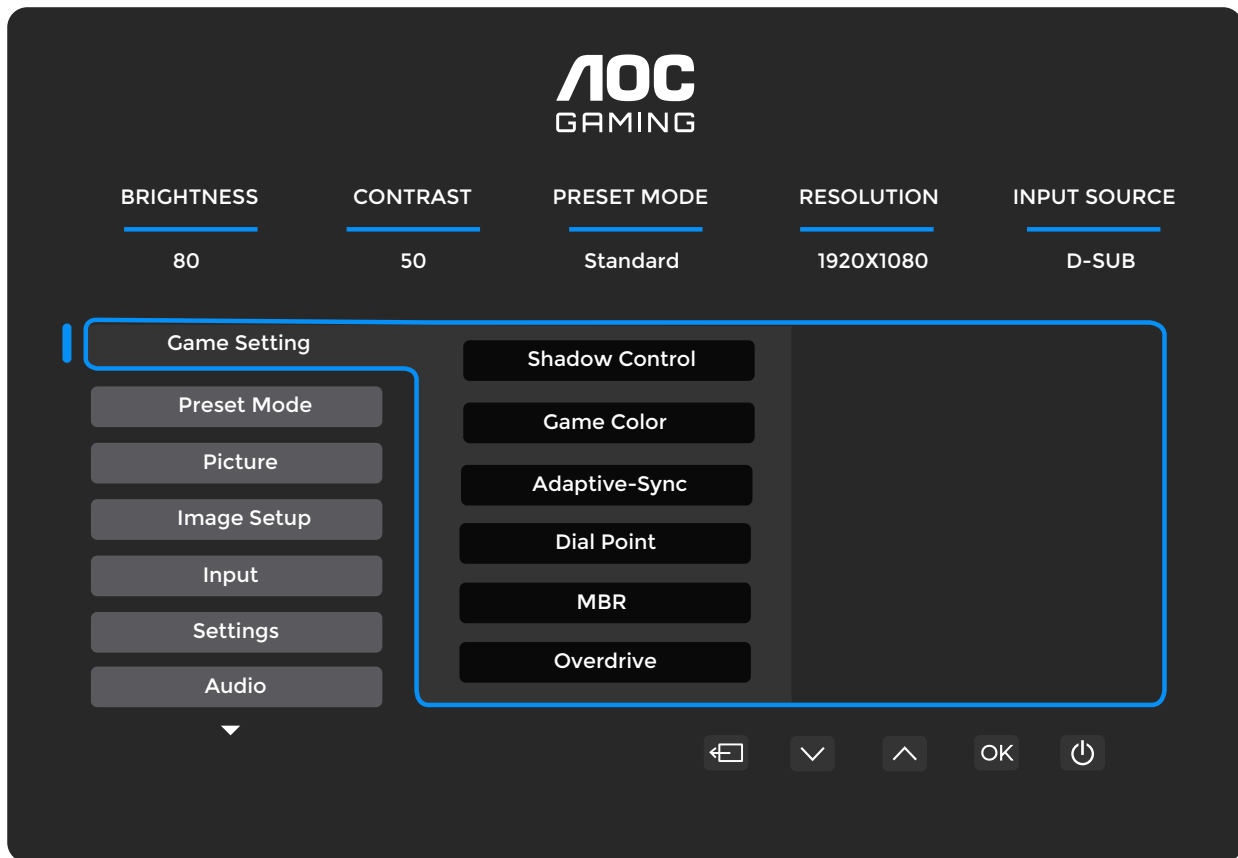 AOC
GAMING
BRIGHTNESS CONTRAST PRESET MODE RESOLUTION INPUT SOURCE
80 50 Standard 1920X1080 D-SUB
Game Setting
Preset Mode
Picture
Image Setup
Input
Settings
Audio
Shadow Control
Game Color
Adaptive-Sync
Dial Point
MBR
Overdrive
OK